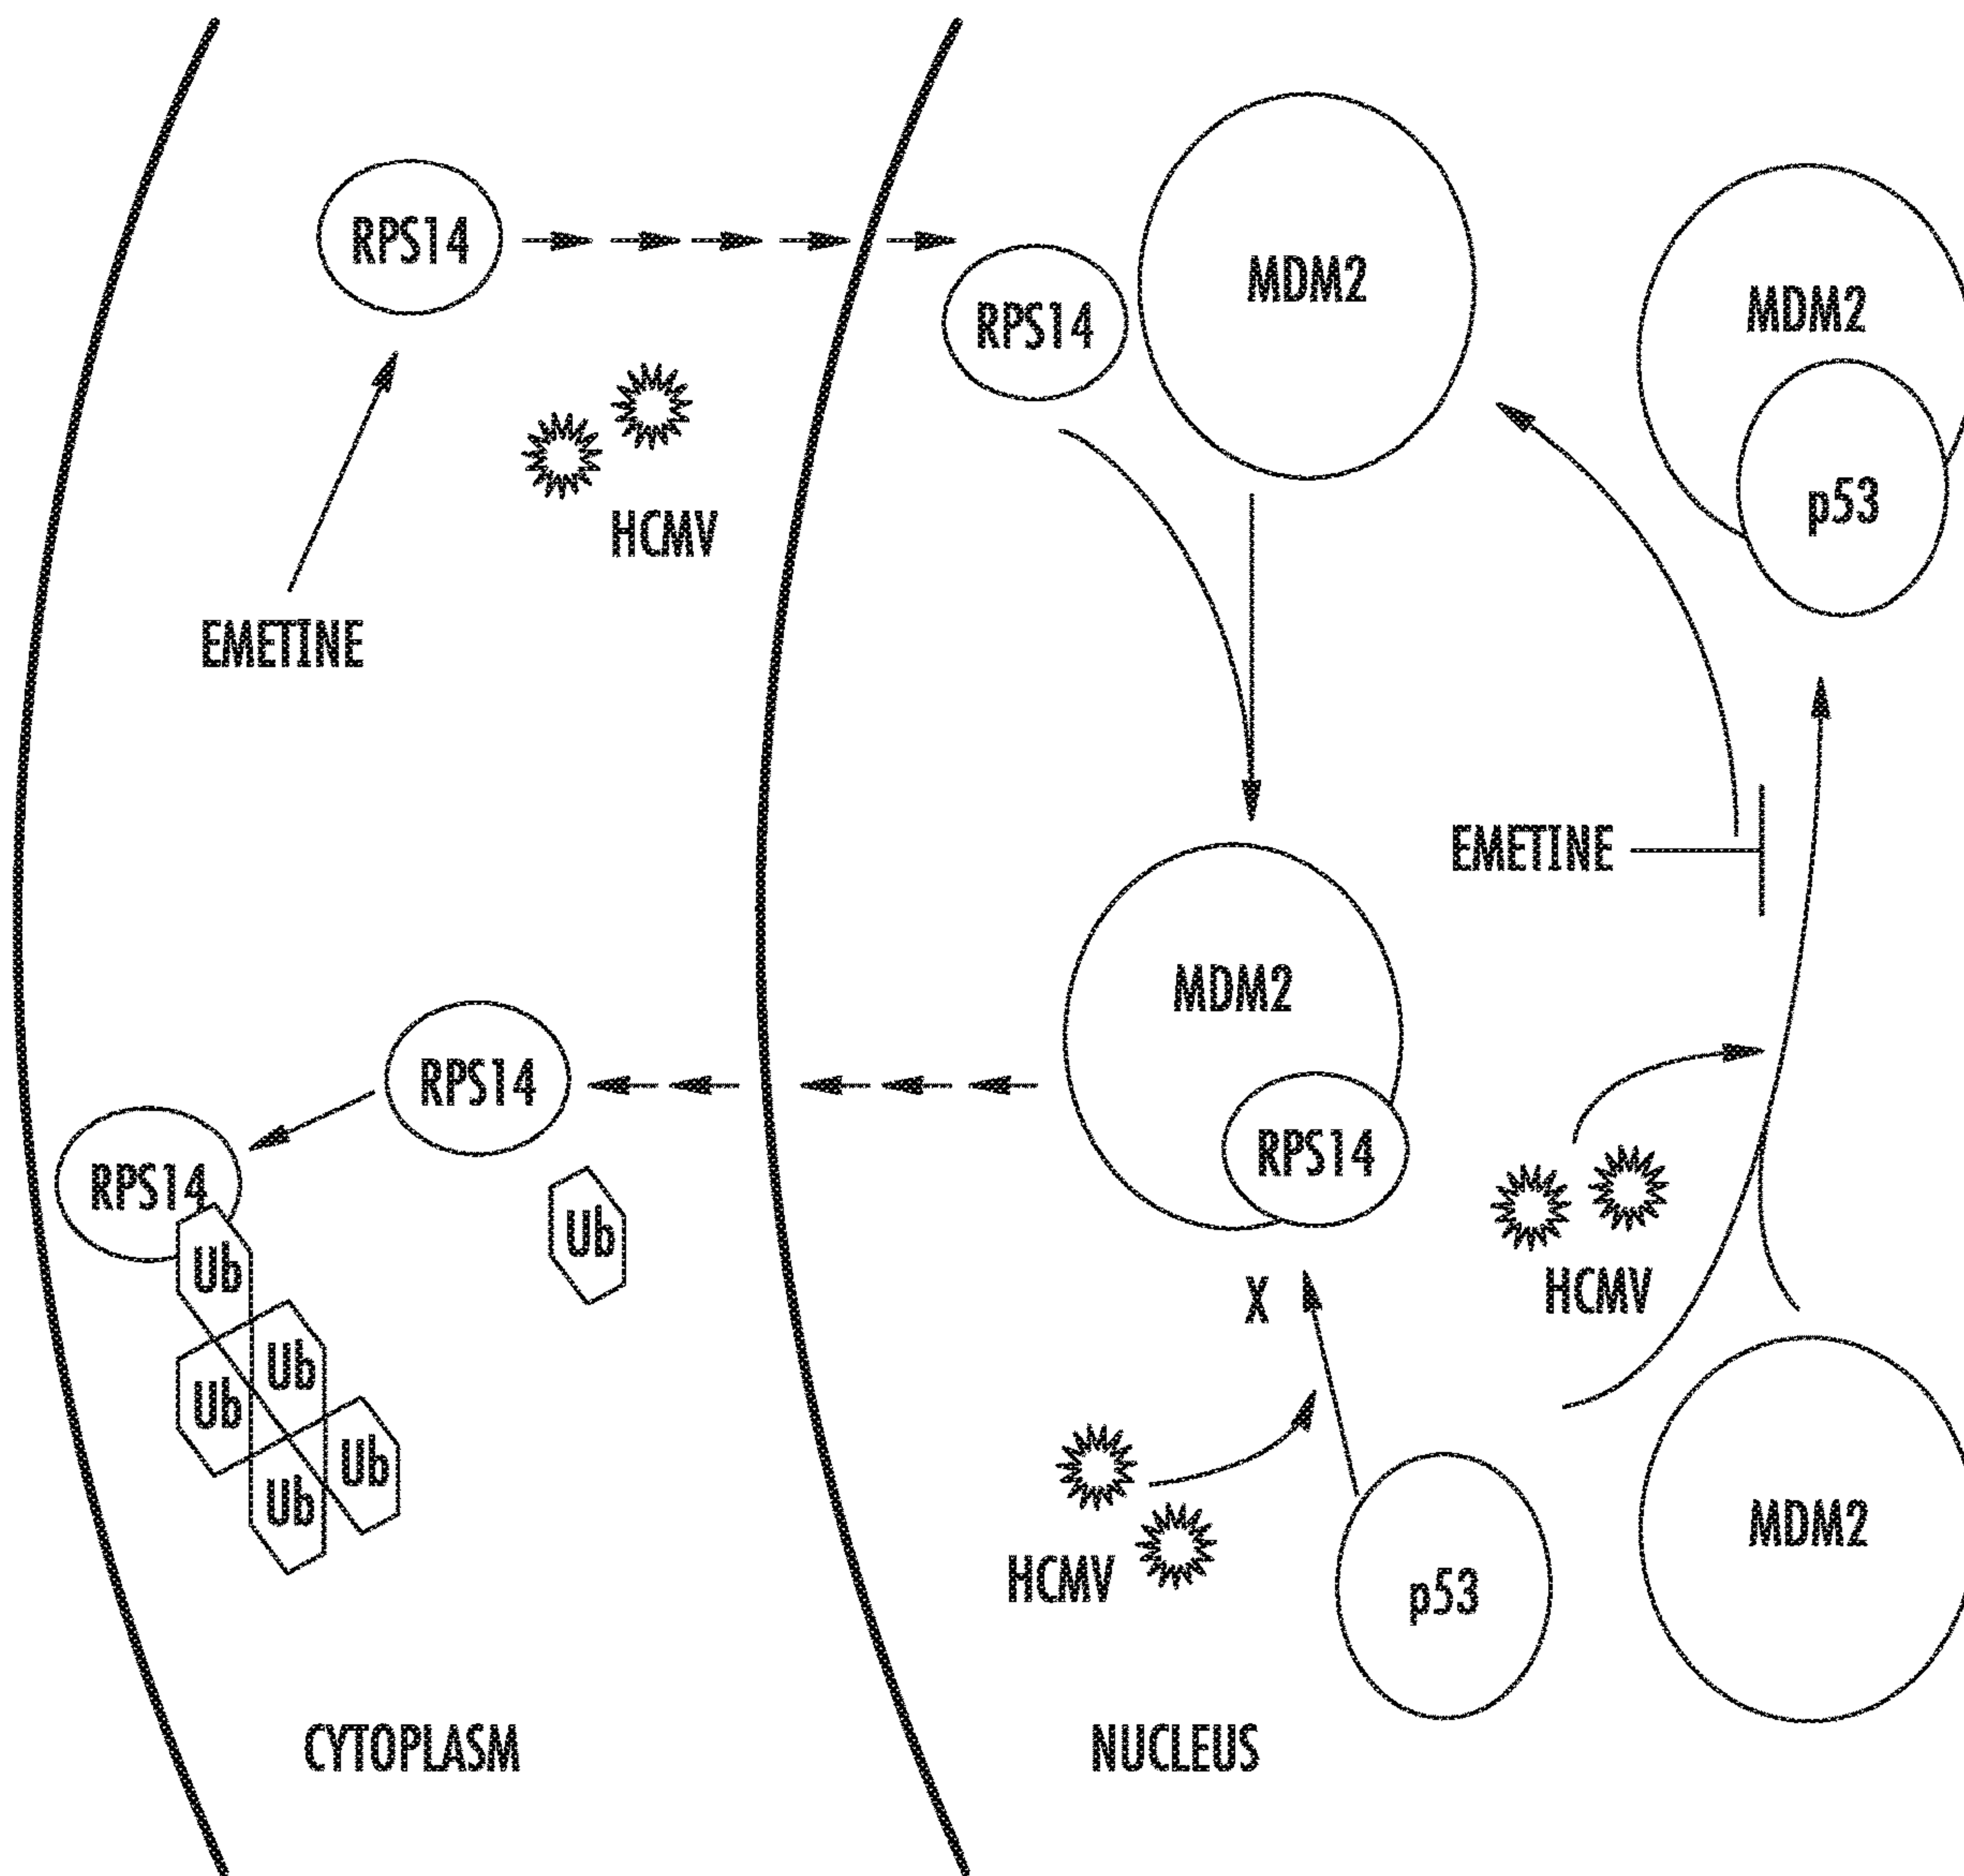 RPS14
MDM2
MDM2
RPS14
p53
HCMV
EMETINE
EMETINE
MDM2
RPS14
RPS14
RPS14
Ub
Ub
Ub
Ub
Ub
Ub
HCMV
X
HCMV
p53
MDM2
CYTOPLASM
NUCLEUS